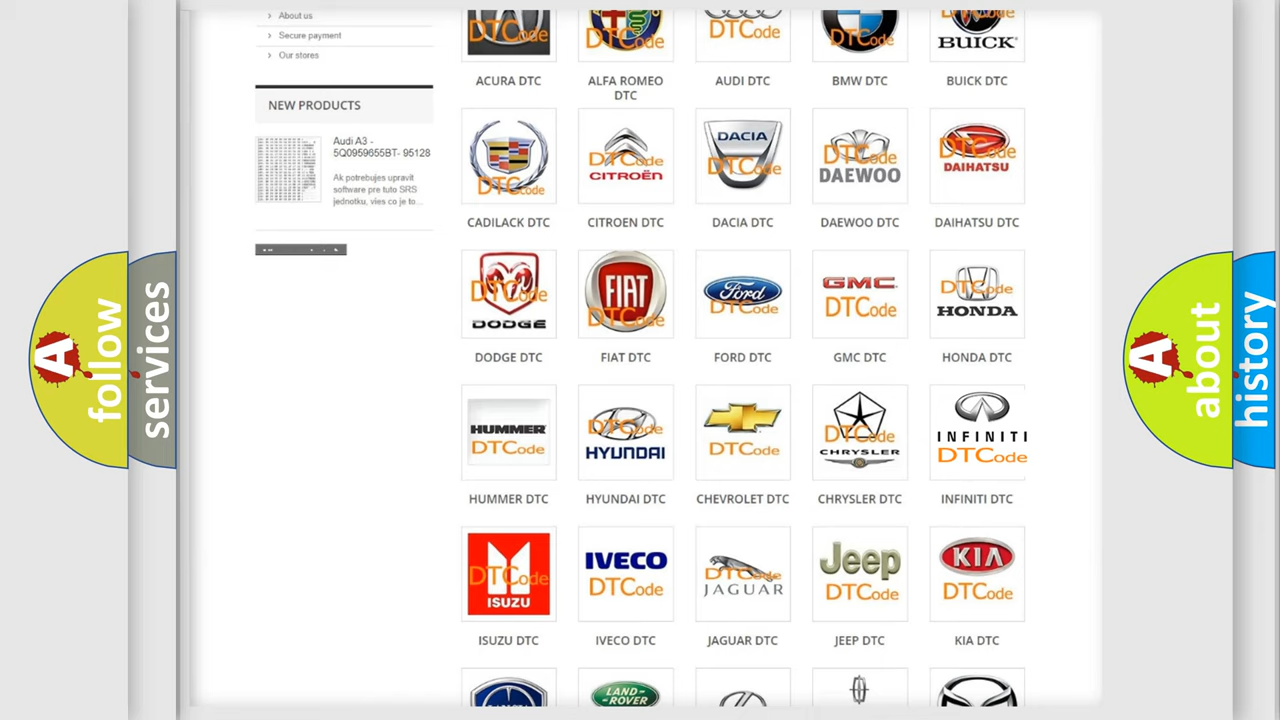 About us
Secure payment
Our stores
NEW PRODUCTS
Audi A3 -
5Q0959655BT- 95128
Ak potrebujes upravit
software pre tuto SRS
jednotku, vies co je to...
DTCode DTCode DTCode DTCode BUICK
ACURA DTC ALFA ROMEO DTC AUDI DTC BMW DTC BUICK DTC
DTCode
DTCode CITROËN
DACIA DTCode
DTCode DAEWOO
DTCode DAIHATSU
CADILACK DTC CITROEN DTC DACIA DTC DAEWOO DTC DAIHATSU DTC
DTCode DODGE
FIAT DTCode
Ford DTCode
GMC DTCode
DTCode HONDA
DODGE DTC FIAT DTC FORD DTC GMC DTC HONDA DTC
HUMMER DTCode
DTCode HYUNDAI
DTCode
DTCode CHRYSLER
INFINITI DTCode
HUMMER DTC HYUNDAI DTC CHEVROLET DTC CHRYSLER DTC INFINITI DTC
DTCode ISUZU
IVECO DTCode
DTCode JAGUAR
Jeep DTCode
KIA DTCode
ISUZU DTC IVECO DTC JAGUAR DTC JEEP DTC KIA DTC
LAND-
ROVER
A follow
services
A about
history